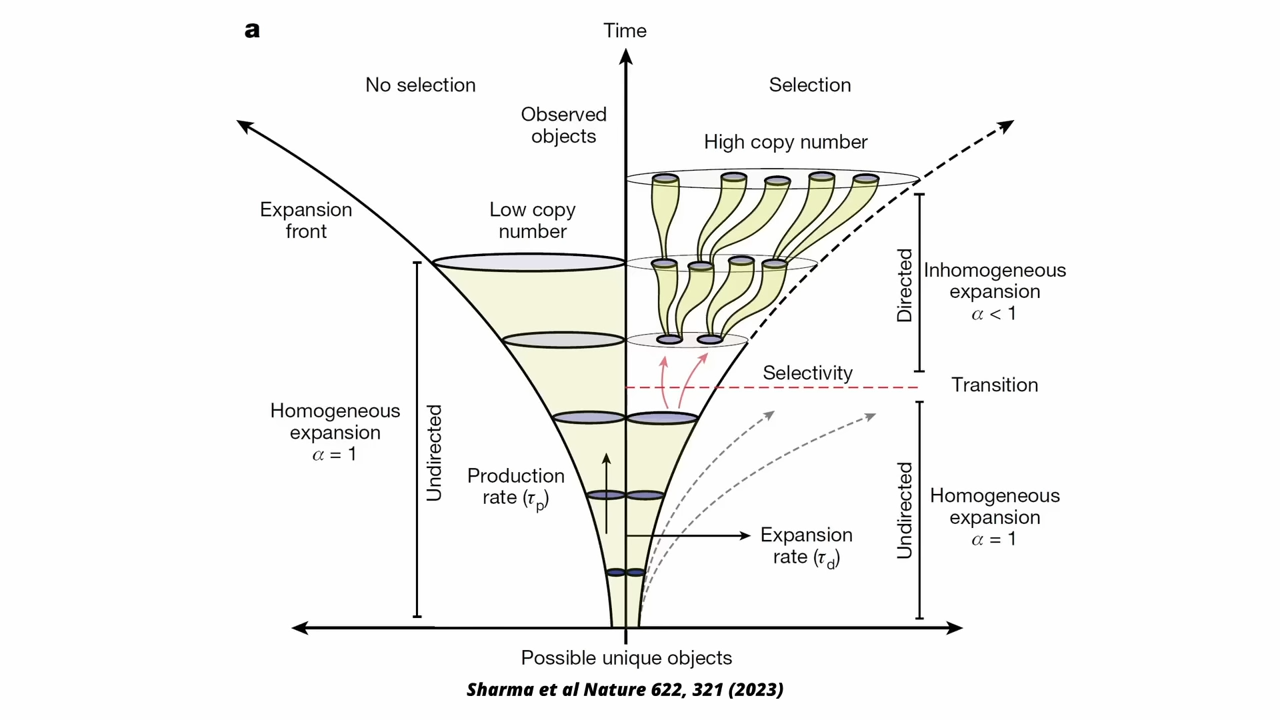 a
Time
No selection
Selection
Observed
objects
High copy number
Expansion
front
Low copy
number
Directed
Inhomogeneous
expansion
α < 1
Selectivity
Transition
Homogeneous
expansion
α = 1
Undirected
Production
rate (τp)
Expansion
rate (τd)
Undirected
Homogeneous
expansion
α = 1
Possible unique objects
Sharma et al Nature 622, 321 (2023)